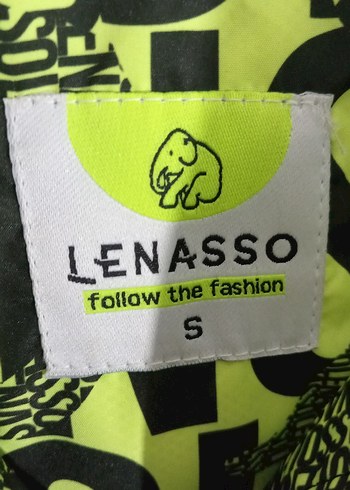 LENASSO
follow the fashion
S